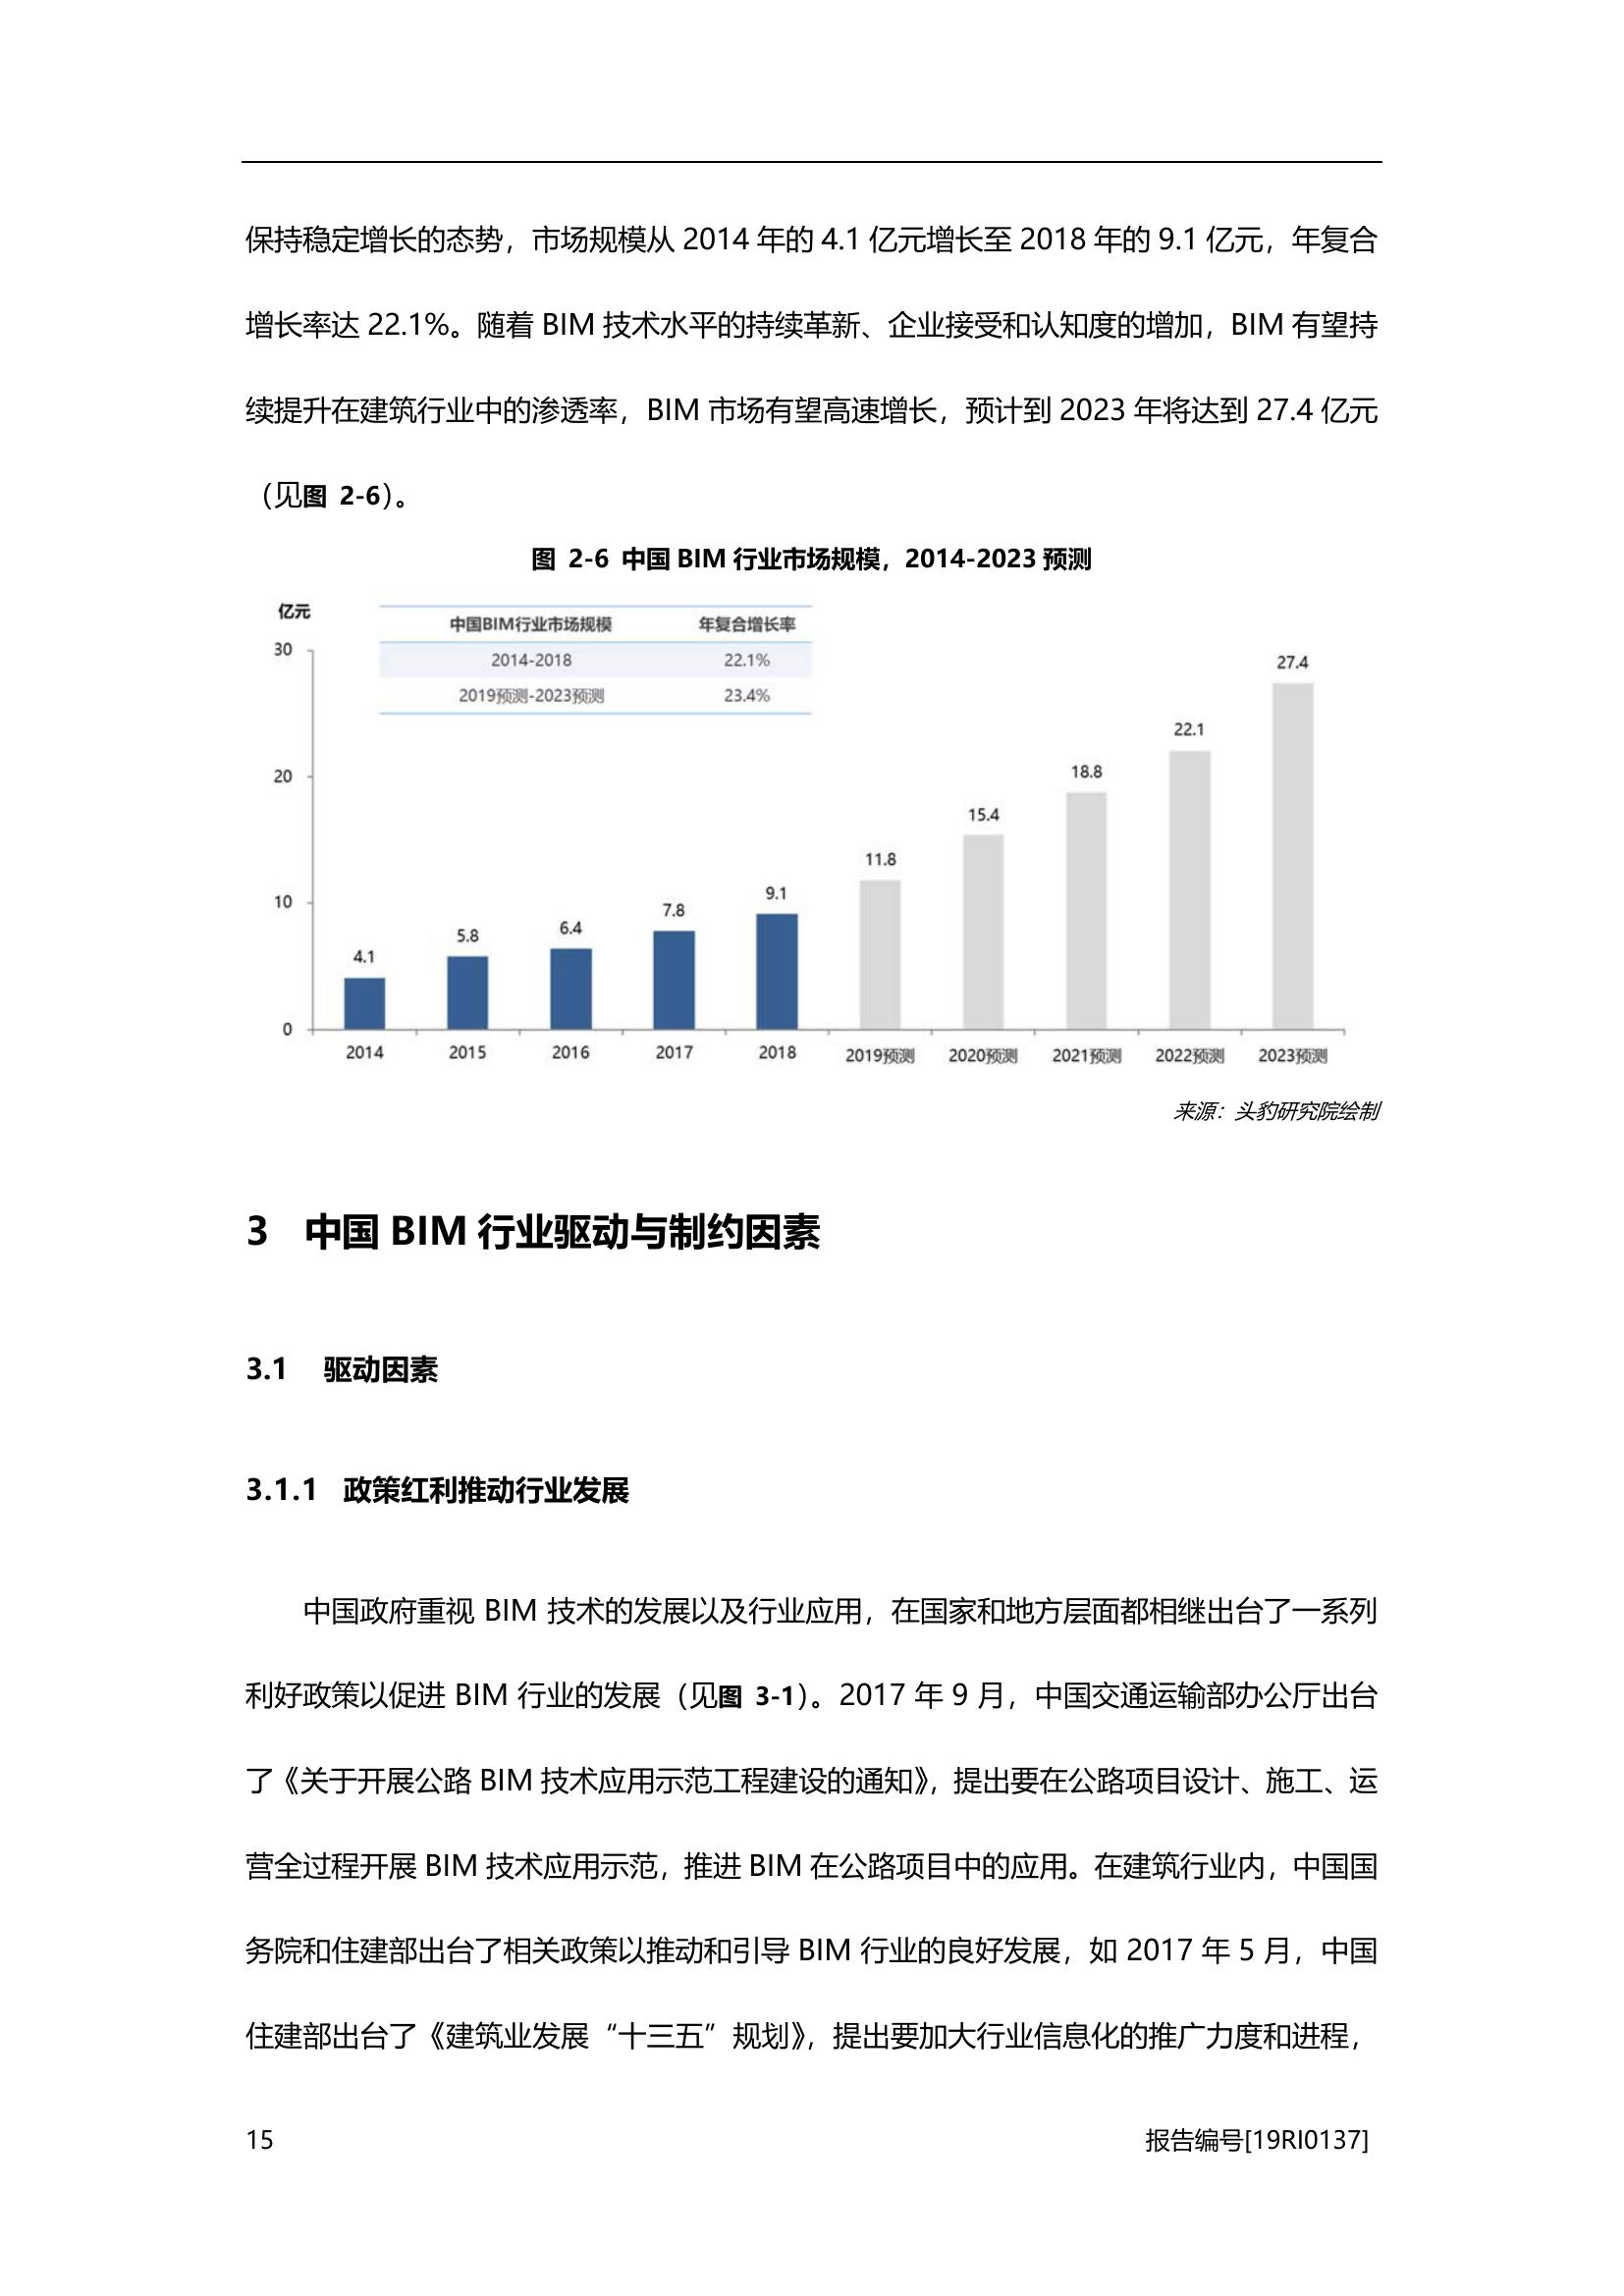 保持稳定增长的态势，市场规模从 2014 年的 4.1 亿元增长至 2018 年的 9.1 亿元，年复合
增长率达 22.1%。随着 BIM 技术水平的持续革新、企业接受和认知度的增加，BIM 有望持
续提升在建筑行业中的渗透率，BIM 市场有望高速增长，预计到 2023 年将达到 27.4 亿元
（见图 2-6）。
图 2-6 中国 BIM 行业市场规模，2014-2023 预测
亿元
中国BIM行业市场规模 年复合增长率
2014-2018 22.1%
2019预测-2023预测 23.4%
30
20
10
0
4.1
5.8
6.4
7.8
9.1
11.8
15.4
18.8
22.1
27.4
2014 2015 2016 2017 2018 2019预测 2020预测 2021预测 2022预测 2023预测
来源：头豹研究院绘制
3 中国 BIM 行业驱动与制约因素
3.1 驱动因素
3.1.1 政策红利推动行业发展
中国政府重视 BIM 技术的发展以及行业应用，在国家和地方层面都相继出台了一系列
利好政策以促进 BIM 行业的发展（见图 3-1）。2017 年 9 月，中国交通运输部办公厅出台
了《关于开展公路 BIM 技术应用示范工程建设的通知》，提出要在公路项目设计、施工、运
营全过程开展 BIM 技术应用示范，推进 BIM 在公路项目中的应用。在建筑行业内，中国国
务院和住建部出台了相关政策以推动和引导 BIM 行业的良好发展，如 2017 年 5 月，中国
住建部出台了《建筑业发展“十三五”规划》，提出要加大行业信息化的推广力度和进程，
15
报告编号[19RI0137]